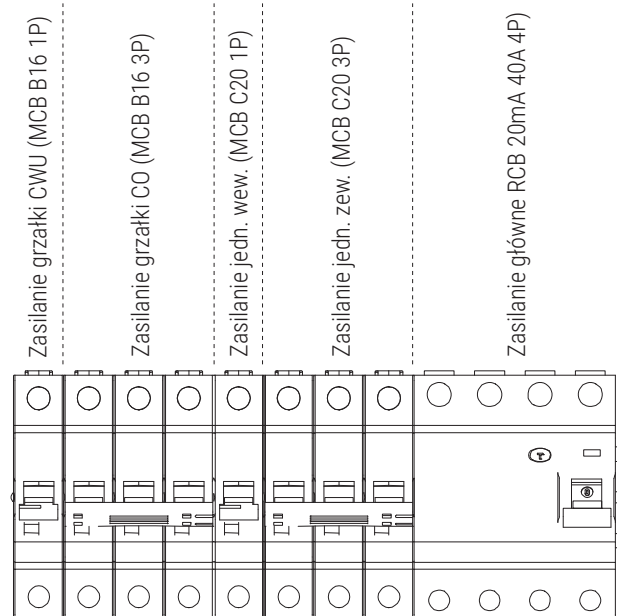 Zasilanie grzałki CWU (MCB B16 1P)
Zasilanie grzałki CO (MCB B16 3P)
Zasilanie jedn. wew. (MCB C20 1P)
Zasilanie jedn. zew. (MCB C20 3P)
Zasilanie główne RCB 20mA 40A 4P)